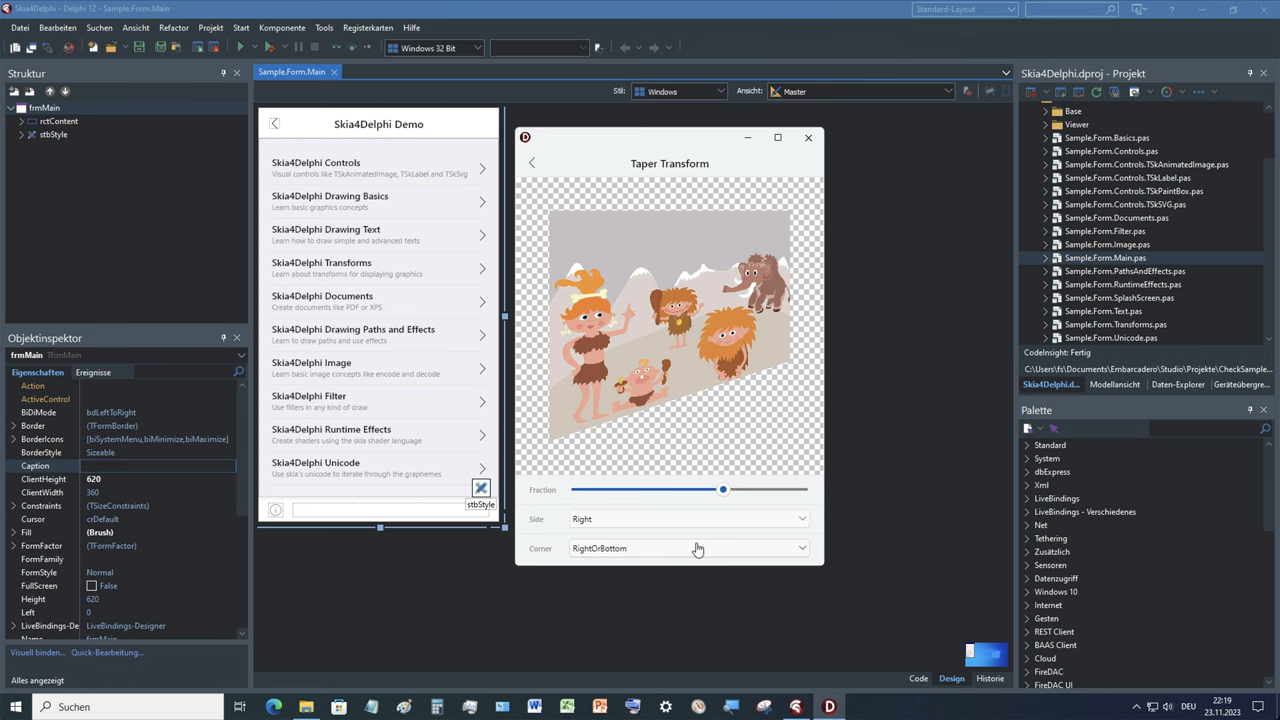 Skia4Delphi - Delphi 12
Standard-Layout
Datei Bearbeiten Suchen Ansicht Refactor Projekt Start Komponente Tools Registerkarten Hilfe
Windows 32 Bit
Struktur
frmMain
rctContent
stbStyle
Objektinspektor
frmMain TfrmMain
Eigenschaften Ereignisse
Action
ActiveControl
BiDiMode bdLeftToRight
Border (TFormBorder)
BorderIcons [biSystemMenu,biMinimize,biMaximize]
BorderStyle Sizeable
Caption
ClientHeight 620
ClientWidth 360
Constraints (TSizeConstraints)
Cursor crDefault
Fill (Brush)
FormFactor (TFormFactor)
FormFamily
FormStyle Normal
FullScreen False
Height 620
Left 0
LiveBindings-De LiveBindings-Designer
Name frmMain
Visuell binden... Quick-Bearbeitung...
Alles angezeigt
Sample.Form.Main
Stil: Windows Ansicht: Master
Skia4Delphi Demo
Skia4Delphi Controls
Visual controls like TSkAnimatedImage, TSkLabel and TSkSvg
Skia4Delphi Drawing Basics
Learn basic graphics concepts
Skia4Delphi Drawing Text
Learn how to draw simple and advanced texts
Skia4Delphi Transforms
Learn about transforms for displaying graphics
Skia4Delphi Documents
Create documents like PDF or XPS
Skia4Delphi Drawing Paths and Effects
Learn to draw paths and use effects
Skia4Delphi Image
Learn basic image concepts like encode and decode
Skia4Delphi Filter
Use filters in any kind of draw
Skia4Delphi Runtime Effects
Create shaders using the skia shader language
Skia4Delphi Unicode
Use skia's unicode to iterate through the graphemes
stbStyle
Taper Transform
Fraction
Side Right
Corner RightOrBottom
Code Design Historie
Skia4Delphi.dproj - Projekt
Base
Viewer
Sample.Form.Basics.pas
Sample.Form.Controls.pas
Sample.Form.Controls.TSkAnimatedImage.pas
Sample.Form.Controls.TSkLabel.pas
Sample.Form.Controls.TSkPaintBox.pas
Sample.Form.Controls.TSkSVG.pas
Sample.Form.Documents.pas
Sample.Form.Filter.pas
Sample.Form.Image.pas
Sample.Form.Main.pas
Sample.Form.PathsAndEffects.pas
Sample.Form.RuntimeEffects.pas
Sample.Form.SplashScreen.pas
Sample.Form.Text.pas
Sample.Form.Transforms.pas
Sample.Form.Unicode.pas
CodeInsight: Fertig
C:\Users\fs\Documents\Embarcadero\Studio\Projekte\CheckSample
Skia4Delphi.d... Modellansicht Daten-Explorer Geräteübergre...
Palette
Standard
System
dbExpress
Xml
LiveBindings
LiveBindings - Verschiedenes
Net
Tethering
Zusätzlich
Sensoren
Datenzugriff
Windows 10
Internet
Gesten
REST Client
BAAS Client
Cloud
FireDAC
FireDAC UI
Suchen
DEU
22:19
23.11.2023